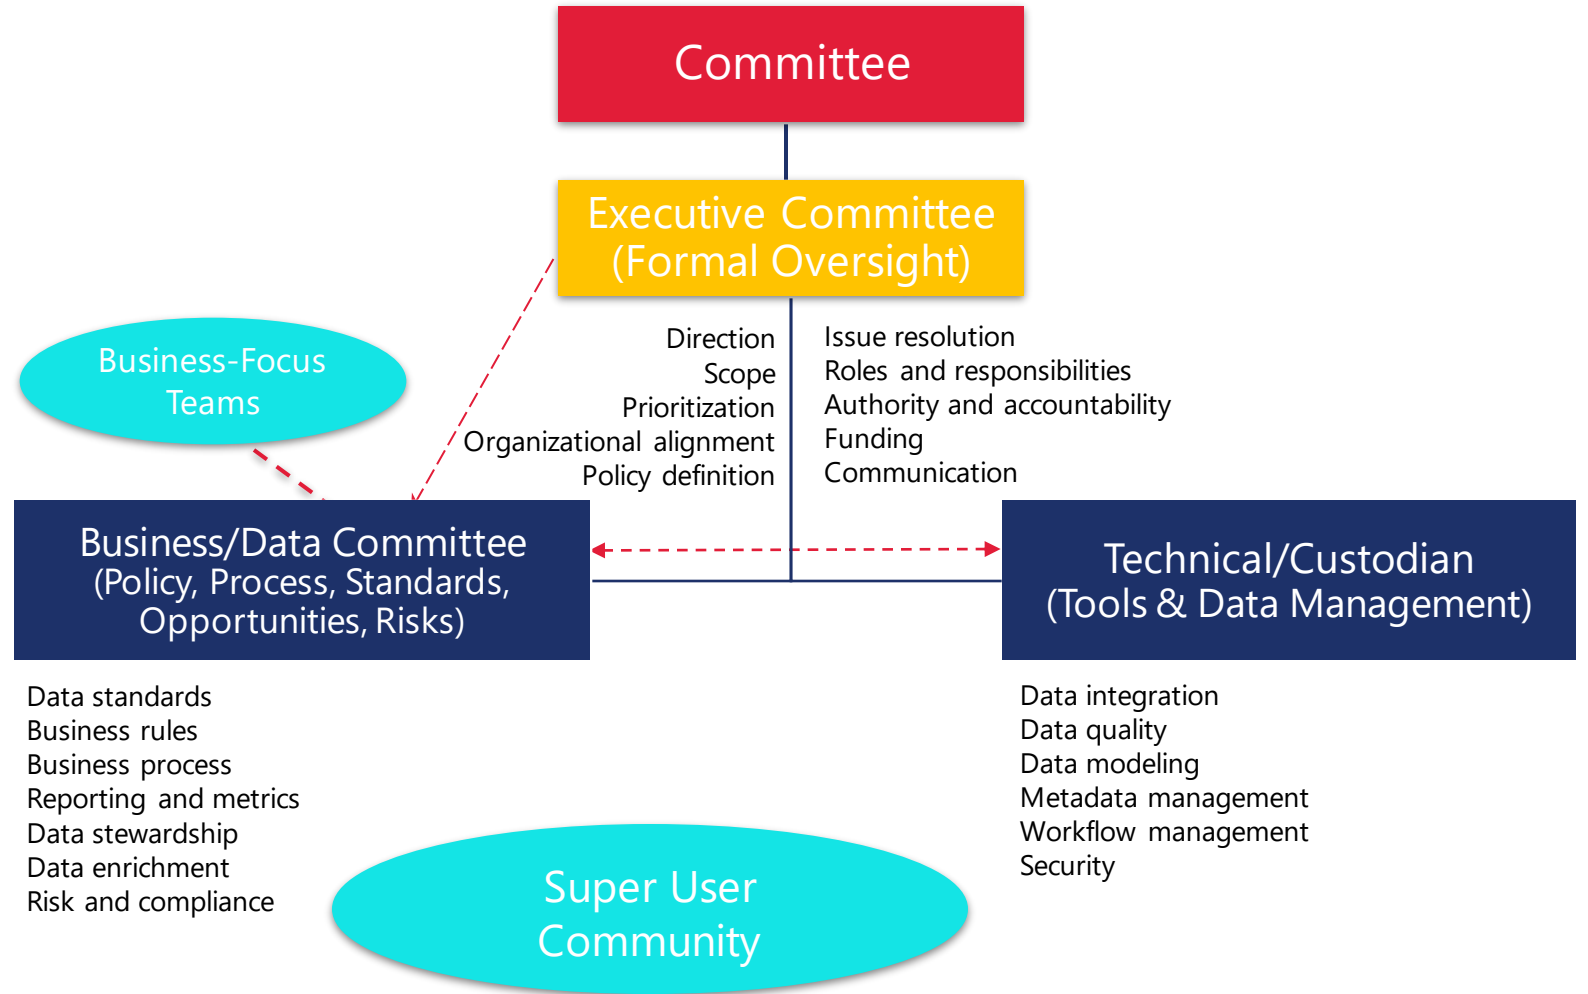 Committee
Executive Committee
(Formal Oversight)
Direction
Scope
Prioritization
Organizational alignment
Policy definition
Issue resolution
Roles and responsibilities
Authority and accountability
Funding
Communication
Business-Focus
Teams
Business/Data Committee
(Policy, Process, Standards,
Opportunities, Risks)
Technical/Custodian
(Tools & Data Management)
Data standards
Business rules
Business process
Reporting and metrics
Data stewardship
Data enrichment
Risk and compliance
Data integration
Data quality
Data modeling
Metadata management
Workflow management
Security
Super User
Community